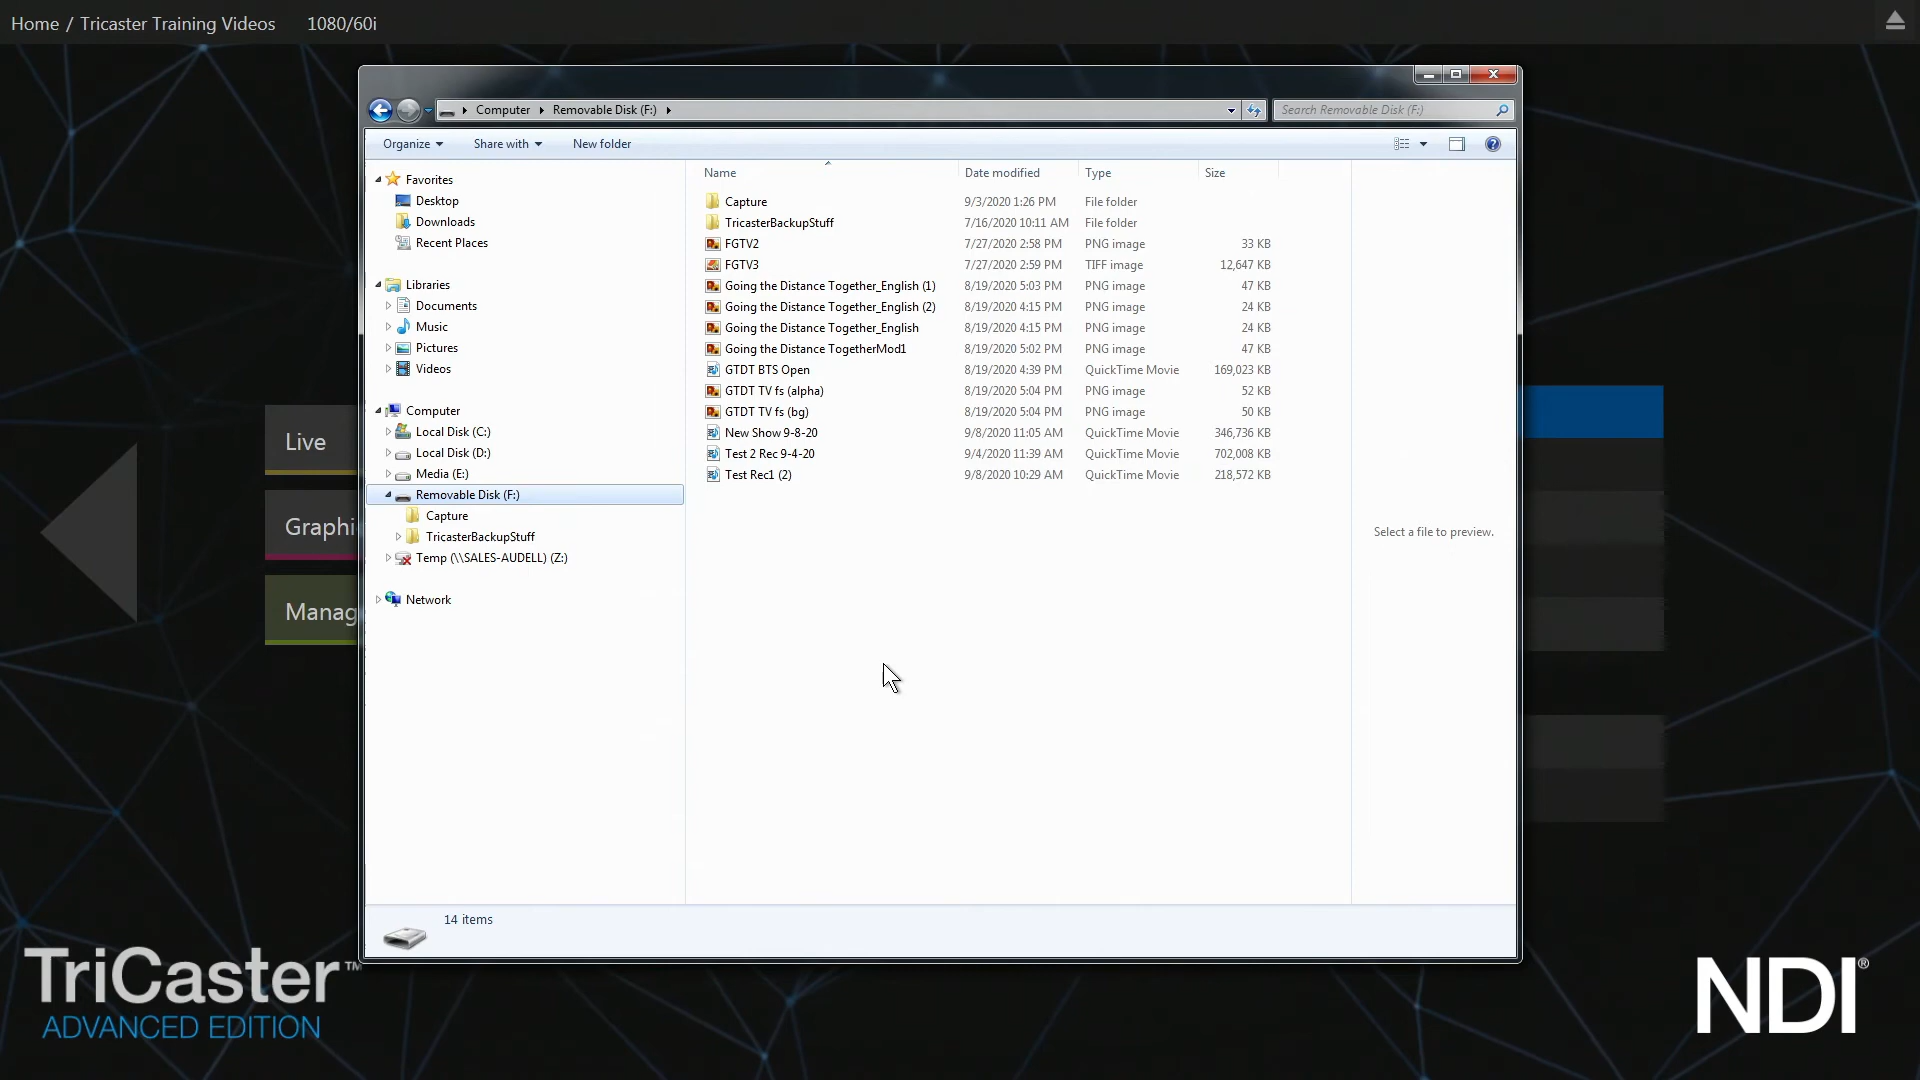 Home / Tricaster Training Videos 1080/60i
Computer Removable Disk (F:)
Search Removable Disk (F:)
Organize Share with New folder
Favorites
Desktop
Downloads
Recent Places
Libraries
Documents
Music
Pictures
Videos
Computer
Local Disk (C:)
Local Disk (D:)
Media (E:)
Removable Disk (F:)
Capture
TricasterBackupStuff
Temp (\\SALES-AUDELL) (Z:)
Network
Name Date modified Type Size
Capture 9/3/2020 1:26 PM File folder
TricasterBackupStuff 7/16/2020 10:11 AM File folder
FGTV2 7/27/2020 2:58 PM PNG image 33 KB
FGTV3 7/27/2020 2:59 PM TIFF image 12,647 KB
Going the Distance Together_English (1) 8/19/2020 5:03 PM PNG image 47 KB
Going the Distance Together_English (2) 8/19/2020 4:15 PM PNG image 24 KB
Going the Distance Together_English 8/19/2020 4:15 PM PNG image 24 KB
Going the Distance TogetherMod1 8/19/2020 5:02 PM PNG image 47 KB
GTDT BTS Open 8/19/2020 4:39 PM QuickTime Movie 169,023 KB
GTDT TV fs (alpha) 8/19/2020 5:04 PM PNG image 52 KB
GTDT TV fs (bg) 8/19/2020 5:04 PM PNG image 50 KB
New Show 9-8-20 9/8/2020 11:05 AM QuickTime Movie 346,736 KB
Test 2 Rec 9-4-20 9/4/2020 11:39 AM QuickTime Movie 702,008 KB
Test Rec1 (2) 9/8/2020 10:29 AM QuickTime Movie 218,572 KB
Select a file to preview.
14 items
Live
Graphi
Manag
TriCaster™
ADVANCED EDITION
NDI®